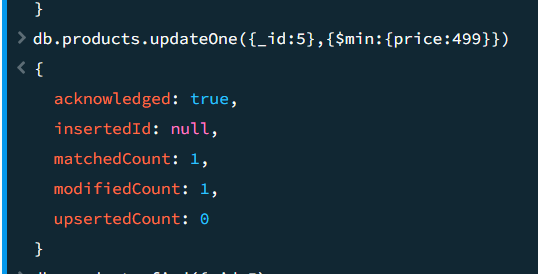 }
> db.products.updateOne({_id:5},{$min:{price:499}})
< {
acknowledged: true,
insertedId: null,
matchedCount: 1,
modifiedCount: 1,
upsertedCount: 0
}